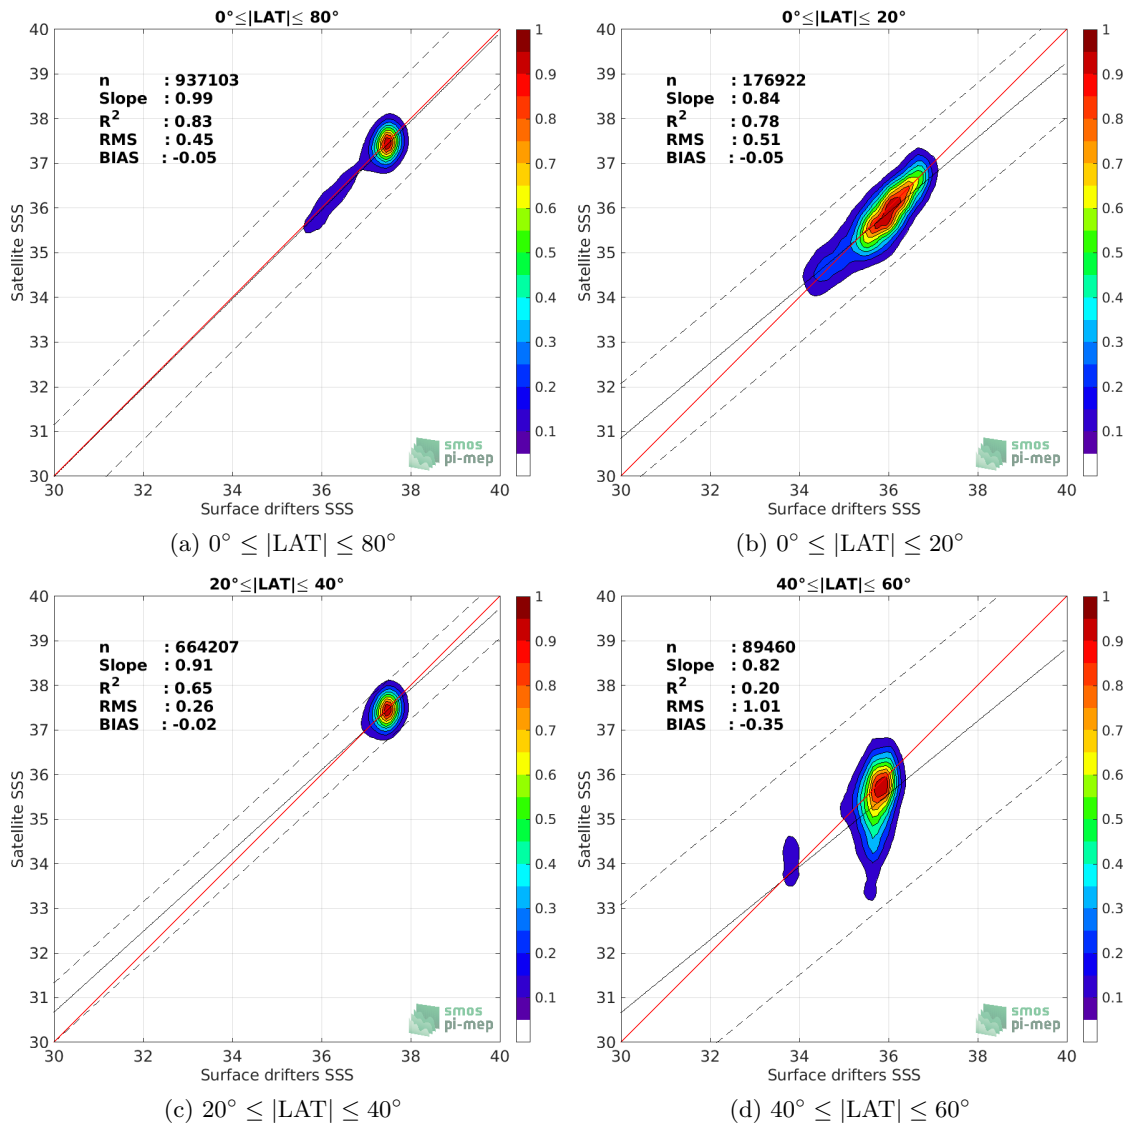 0°≤|LAT|≤ 80°
40
39
38
37
36
35
34
33
32
31
30
Satellite SSS
n : 937103
Slope : 0.99
R2 : 0.83
RMS : 0.45
BIAS : -0.05
smos
pi-mep
30 32 34 36 38 40
Surface drifters SSS
1
0.9
0.8
0.7
0.6
0.5
0.4
0.3
0.2
0.1
(a) 0° ≤ |LAT| ≤ 80°
0°≤|LAT|≤ 20°
40
39
38
37
36
35
34
33
32
31
30
Satellite SSS
n : 176922
Slope : 0.84
R2 : 0.78
RMS : 0.51
BIAS : -0.05
smos
pi-mep
30 32 34 36 38 40
Surface drifters SSS
1
0.9
0.8
0.7
0.6
0.5
0.4
0.3
0.2
0.1
(b) 0° ≤ |LAT| ≤ 20°
20°≤|LAT|≤ 40°
40
39
38
37
36
35
34
33
32
31
30
Satellite SSS
n : 664207
Slope : 0.91
R2 : 0.65
RMS : 0.26
BIAS : -0.02
smos
pi-mep
30 32 34 36 38 40
Surface drifters SSS
1
0.9
0.8
0.7
0.6
0.5
0.4
0.3
0.2
0.1
(c) 20° ≤ |LAT| ≤ 40°
40°≤|LAT|≤ 60°
40
39
38
37
36
35
34
33
32
31
30
Satellite SSS
n : 89460
Slope : 0.82
R2 : 0.20
RMS : 1.01
BIAS : -0.35
smos
pi-mep
30 32 34 36 38 40
Surface drifters SSS
1
0.9
0.8
0.7
0.6
0.5
0.4
0.3
0.2
0.1
(d) 40° ≤ |LAT| ≤ 60°